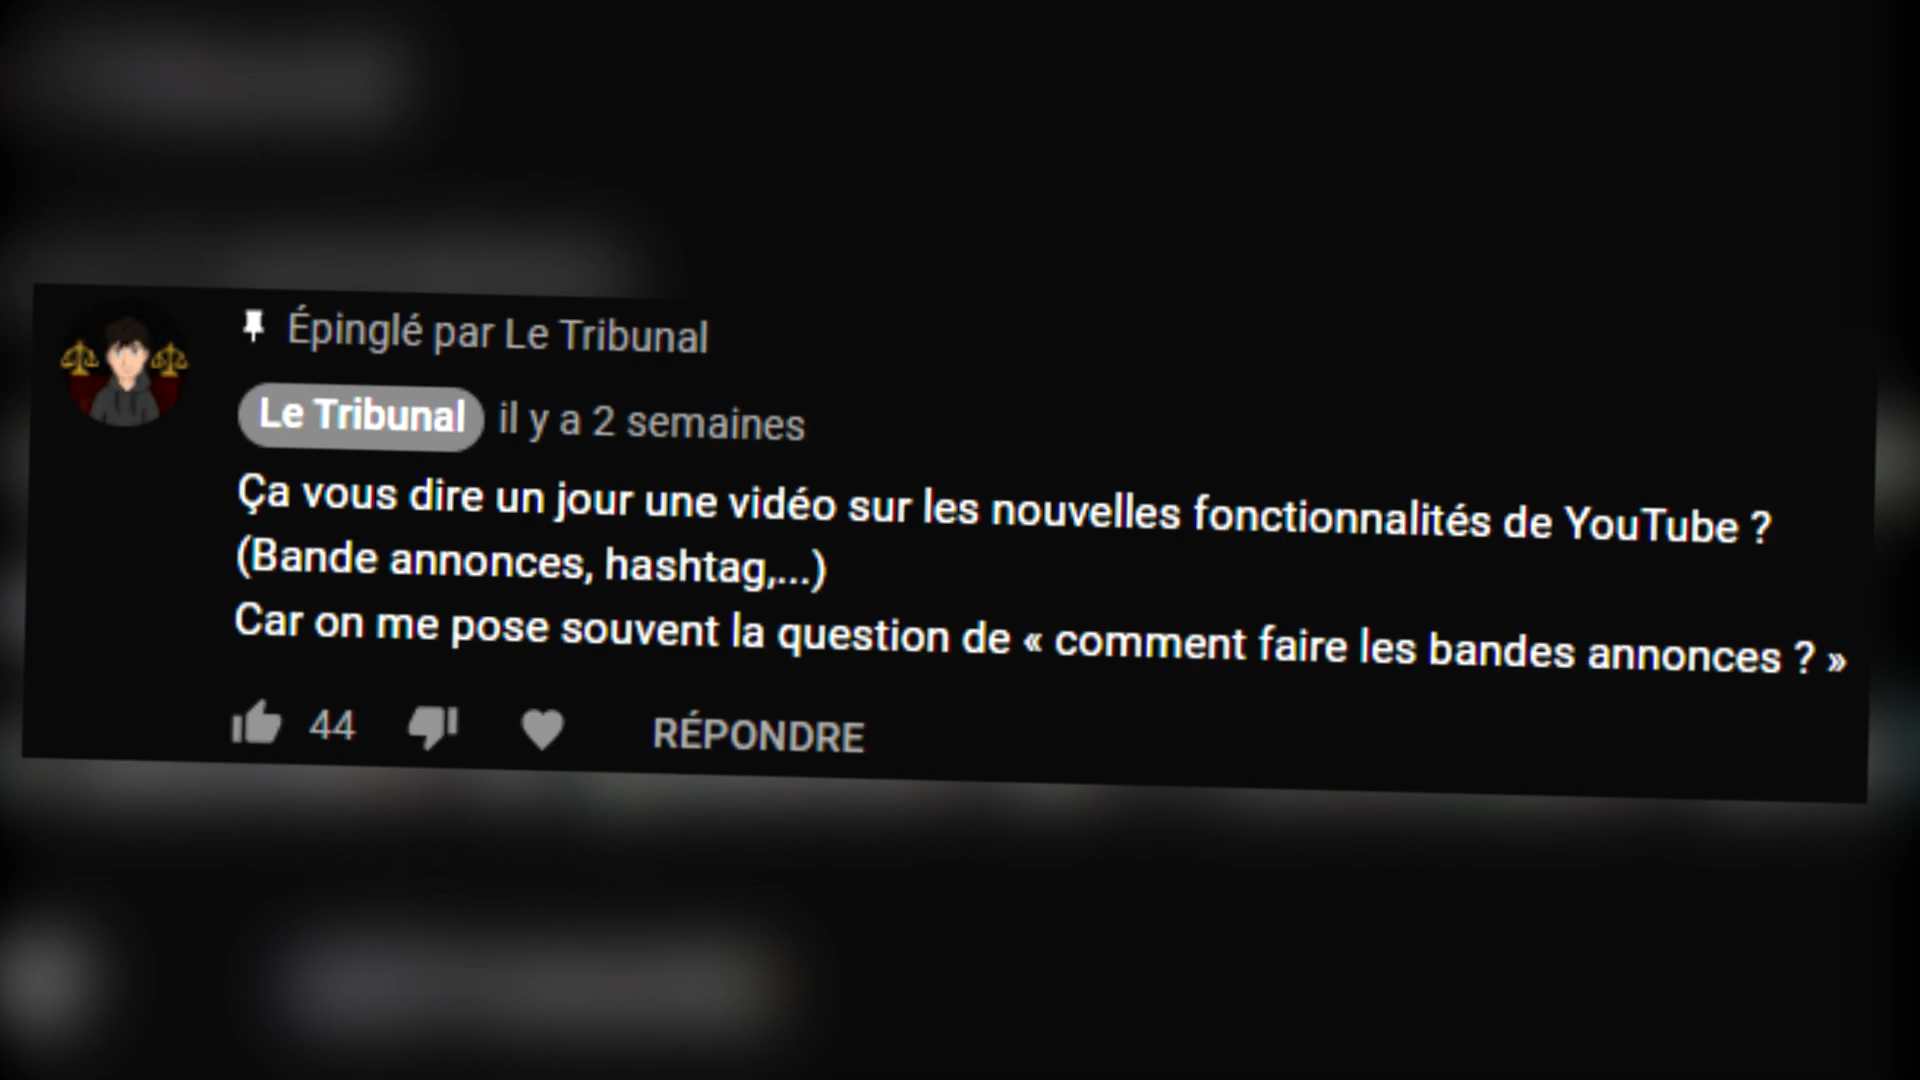 Épinglé par Le Tribunal
Le Tribunal il y a 2 semaines
Ça vous dire un jour une vidéo sur les nouvelles fonctionnalités de YouTube ?
(Bande annonces, hashtag,...)
Car on me pose souvent la question de « comment faire les bandes annonces ? »
44 RÉPONDRE